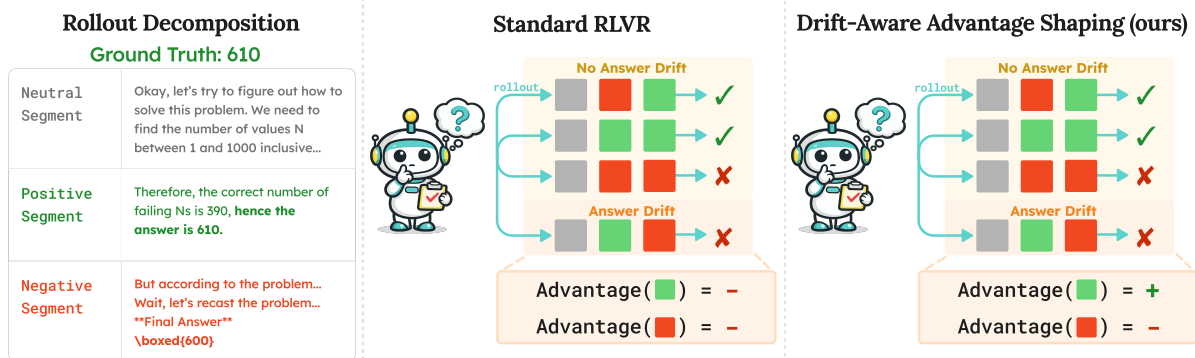 Rollout Decomposition
Ground Truth: 610
Neutral
Segment
Okay, let's try to figure out how to
solve this problem. We need to
find the number of values N
between 1 and 1000 inclusive...
Positive
Segment
Therefore, the correct number of
failing Ns is 390, hence the
answer is 610.
Negative
Segment
But according to the problem...
Wait, let's recast the problem...
**Final Answer**
\boxed{600}
Standard RLVR
No Answer Drift
rollout
?
Answer Drift
Advantage( ) = -
Advantage( ) = -
Drift-Aware Advantage Shaping (ours)
No Answer Drift
rollout
?
Answer Drift
Advantage( ) = +
Advantage( ) = -